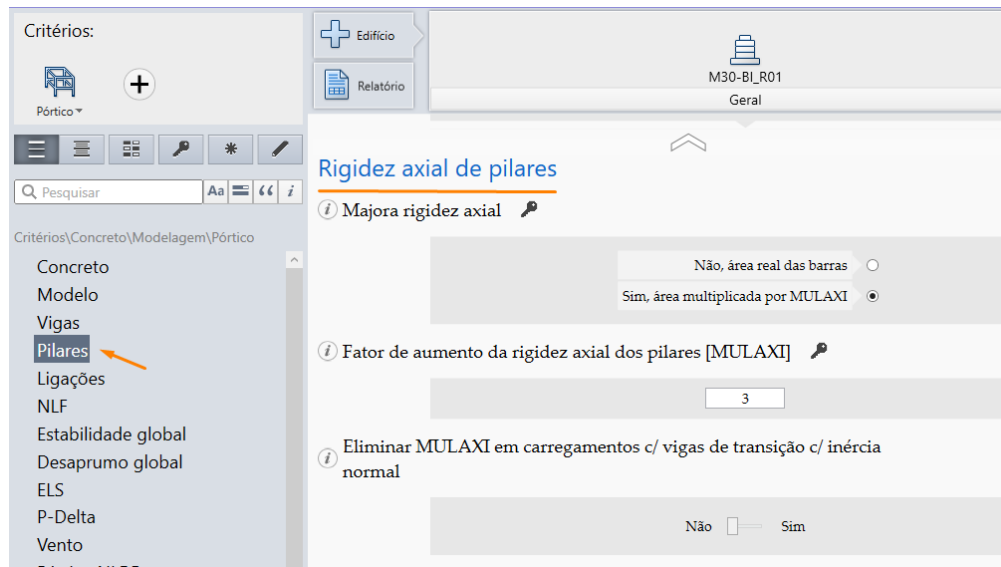 Critérios:
Pórtico
Aa
Pesquisar
Critérios\Concreto\Modelagem\Pórtico
Concreto
Modelo
Vigas
Pilares
Ligações
NLF
Estabilidade global
Desaprumo global
ELS
P-Delta
Vento
Edifício
Relatório
M30-BI_R01
Geral
Rigidez axial de pilares
Majora rigidez axial
Não, área real das barras
Sim, área multiplicada por MULAXI
Fator de aumento da rigidez axial dos pilares [MULAXI]
3
Eliminar MULAXI em carregamentos c/ vigas de transição c/ inércia
normal
Não Sim